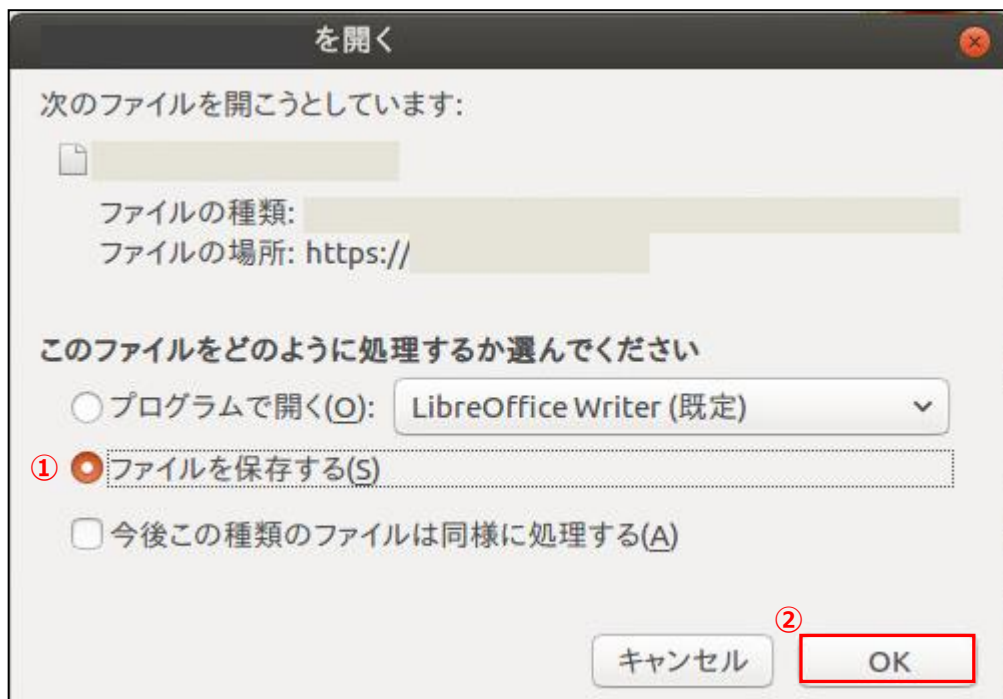 を開く
次のファイルを開こうとしています:
ファイルの種類:
ファイルの場所: https://
このファイルをどのように処理するか選んでください
プログラムで開く(O): LibreOffice Writer (既定)
① ファイルを保存する(S)
今後この種類のファイルは同様に処理する(A)
②
キャンセル OK